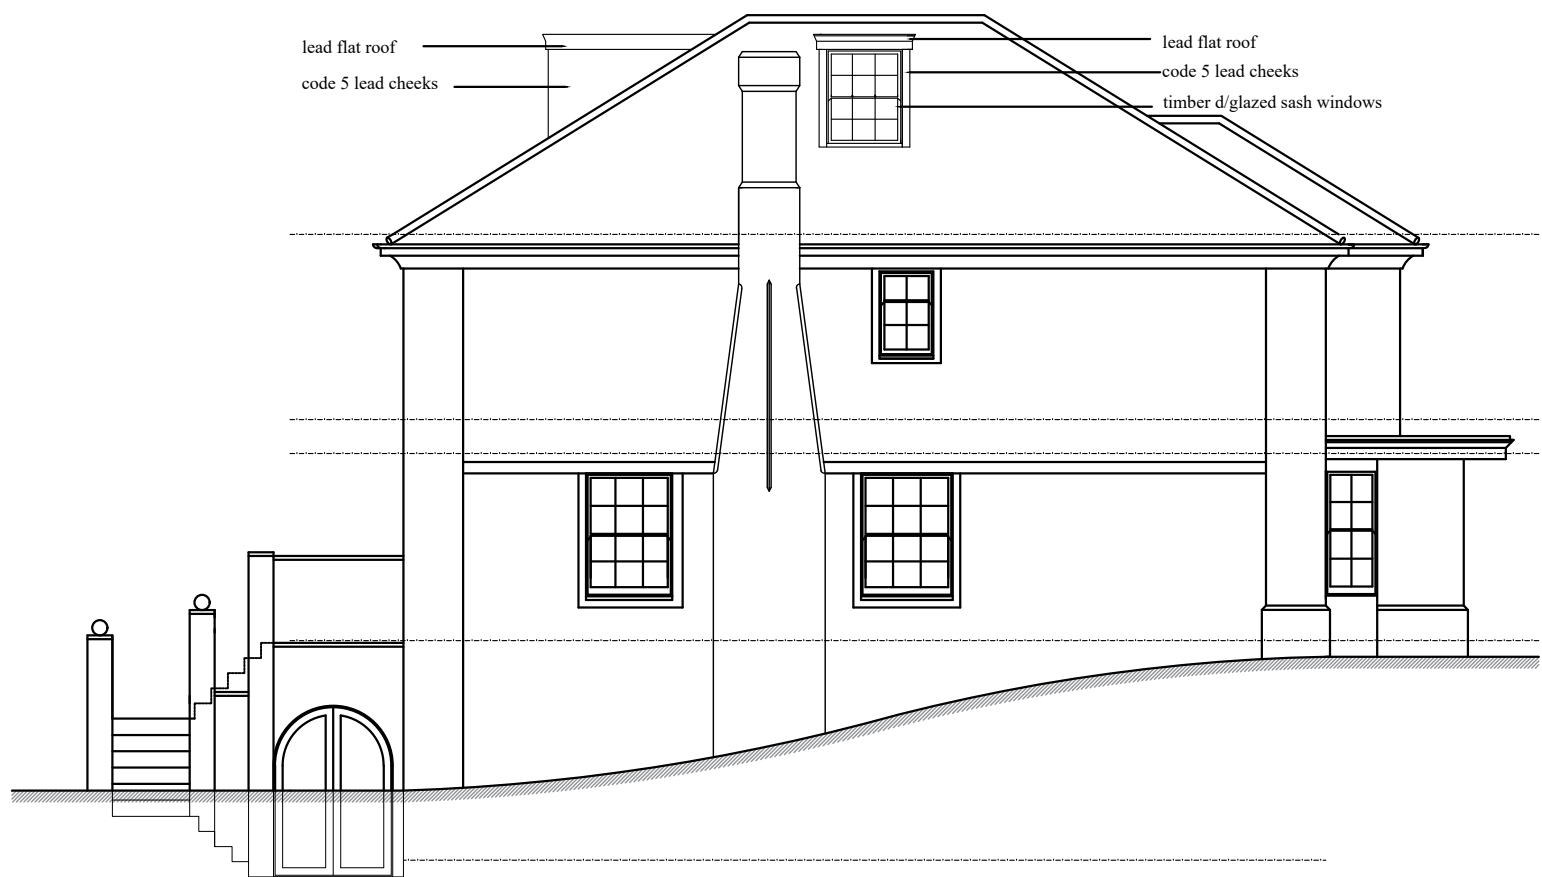 lead flat roof
code 5 lead cheeks
lead flat roof
code 5 lead cheeks
timber d/glazed sash windows